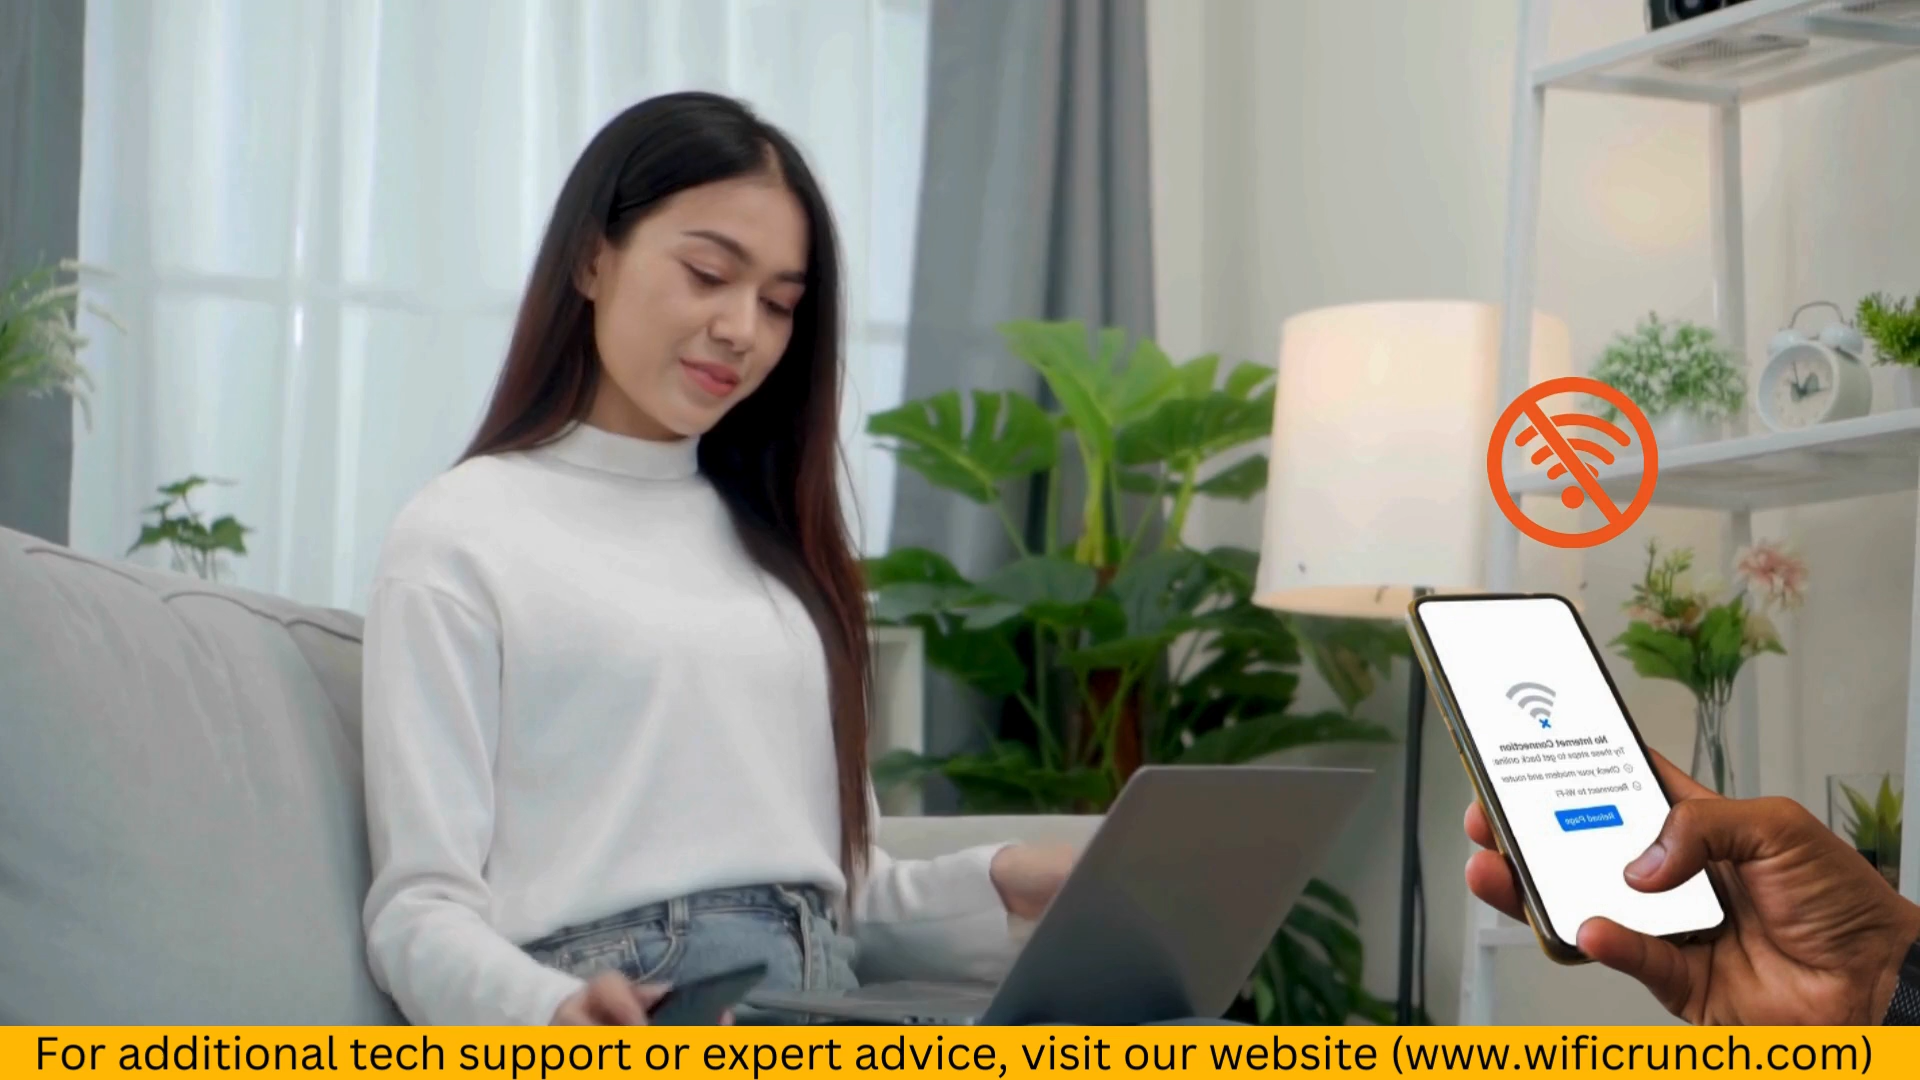 No Internet Connection
Try these steps to get back online:
Check your modem and router
Reconnect to Wi-Fi
Reload Page
For additional tech support or expert advice, visit our website (www.wificrunch.com)